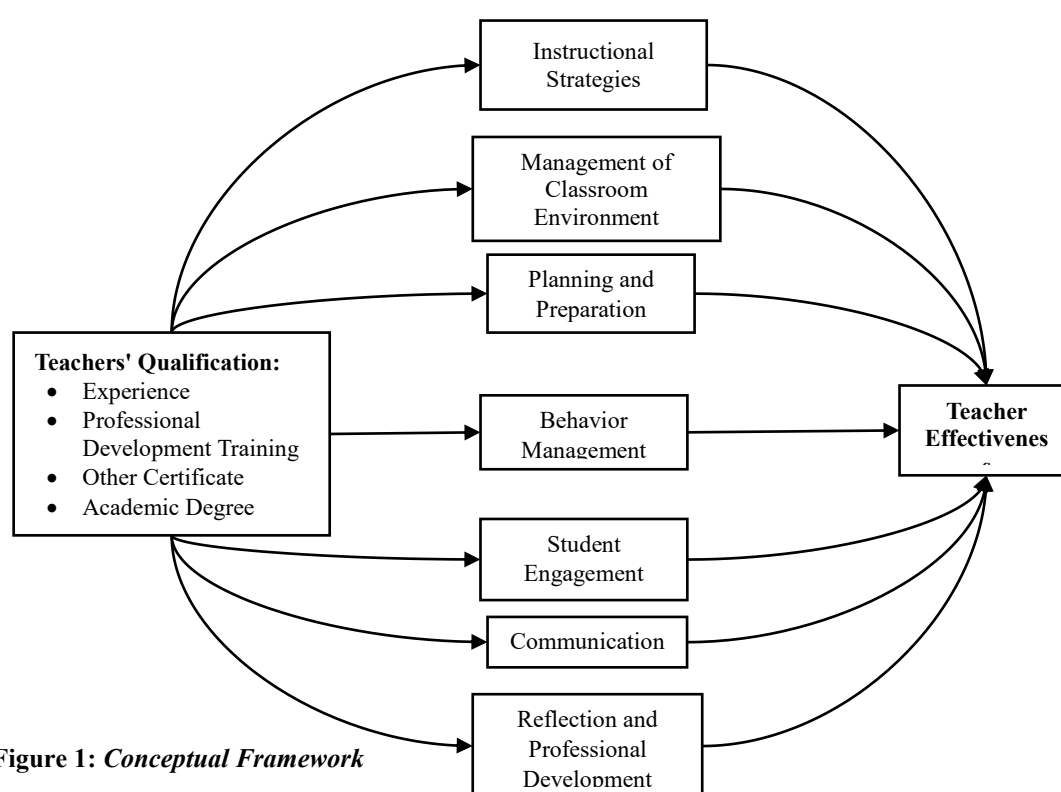 Instructional
Strategies
Management of
Classroom
Environment
Planning and
Preparation
Teachers' Qualification:
• Experience
• Professional
Development Training
• Other Certificate
• Academic Degree
Behavior
Management
Teacher
Effectivenes
s
Student
Engagement
Communication
Reflection and
Professional
Development
Figure 1: Conceptual Framework